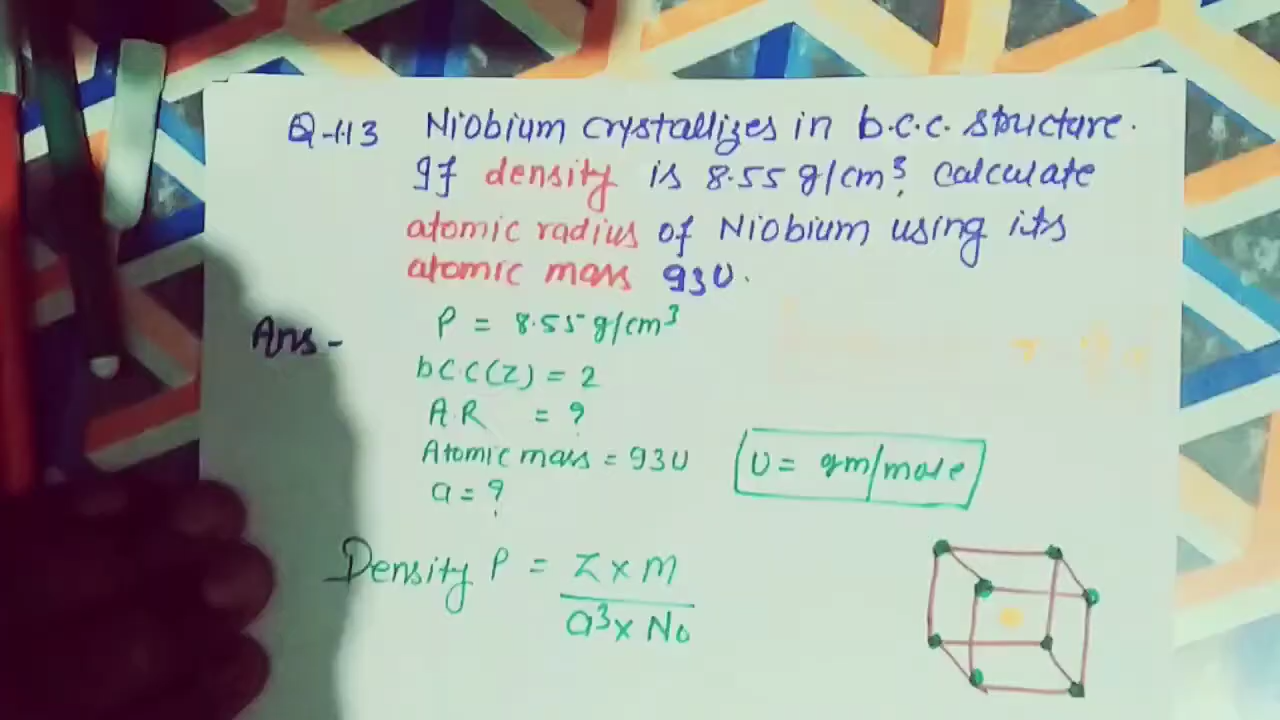 Q-113 Niobium crystallizes in b.c.c. structure.
If density is 8.55 g/cm³, calculate
atomic radius of Niobium using its
atomic mass 93U.
Ans - P = 8.55 g/cm³
bCC(Z) = 2
A.R = ?
Atomic mass = 93U
U = gm/mole
a = ?
Density P = Z x M
a³ x No